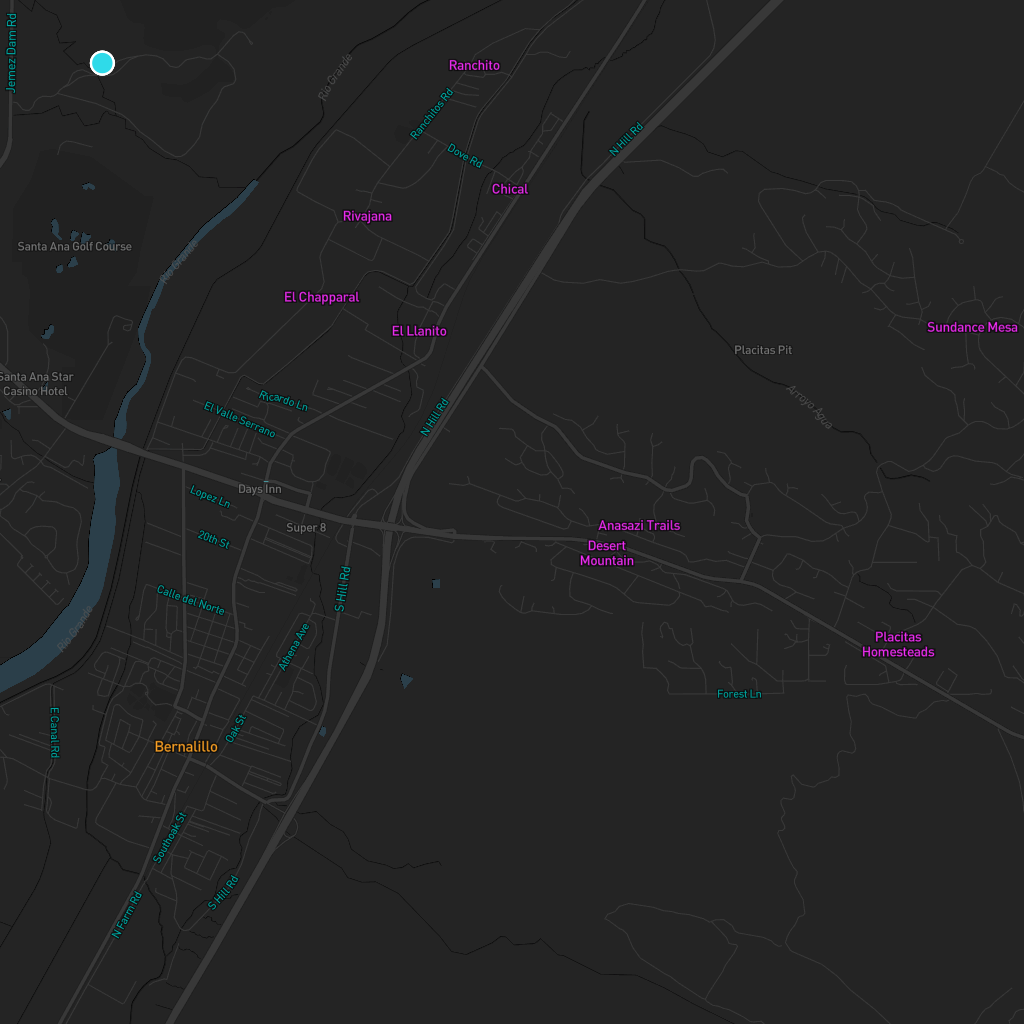 Jemez Dam Rd
Rio Grande
Ranchito
Ranchitos Rd
N Hill Rd
Dove Rd
Chical
Rivajana
Santa Ana Golf Course
Rio Grande
El Chapparal
El Llanito
Sundance Mesa
Placitas Pit
Santa Ana Star
Casino Hotel
Ricardo Ln
El Valle Serrano
N Hill Rd
Arroyo Agua
Days Inn
Lopez Ln
Super 8
Anasazi Trails
20th St
Desert
Mountain
S Hill Rd
Calle del Norte
Rio Grande
Athena Ave
Placitas
Homesteads
Forest Ln
E Canal Rd
Oak St
Bernalillo
Southoak St
S Hill Rd
N Farm Rd